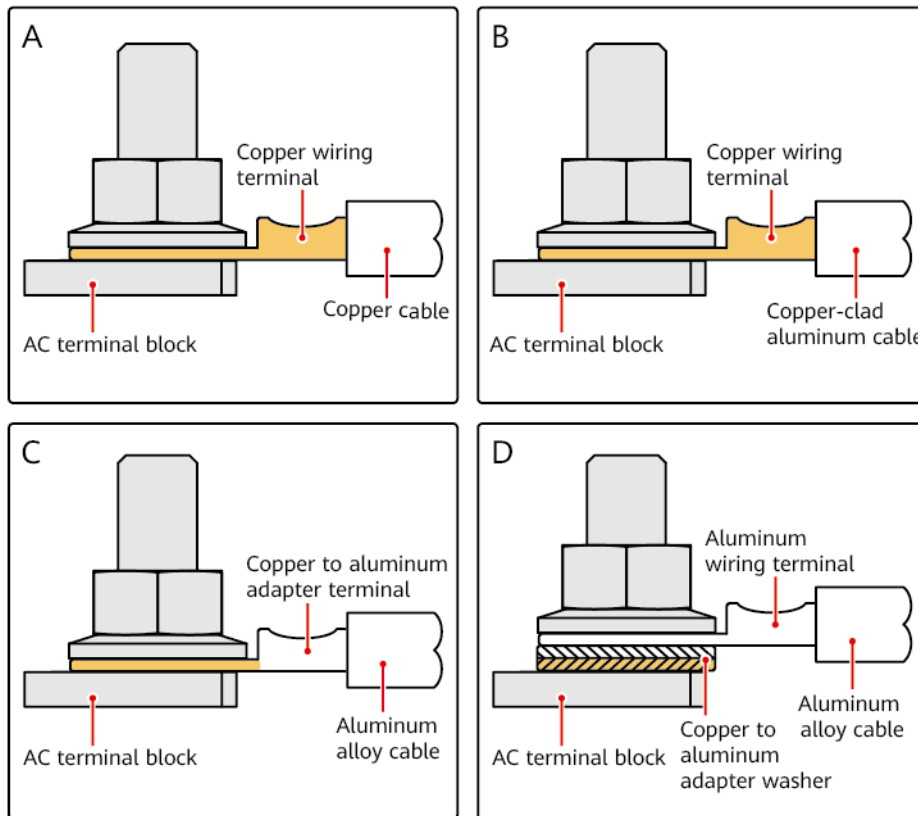 A
Copper wiring
terminal
Copper cable
AC terminal block
B
Copper wiring
terminal
Copper-clad
aluminum cable
AC terminal block
C
Copper to aluminum
adapter terminal
Aluminum
alloy cable
AC terminal block
D
Aluminum
wiring terminal
Aluminum
alloy cable
Copper to
aluminum
adapter washer
AC terminal block